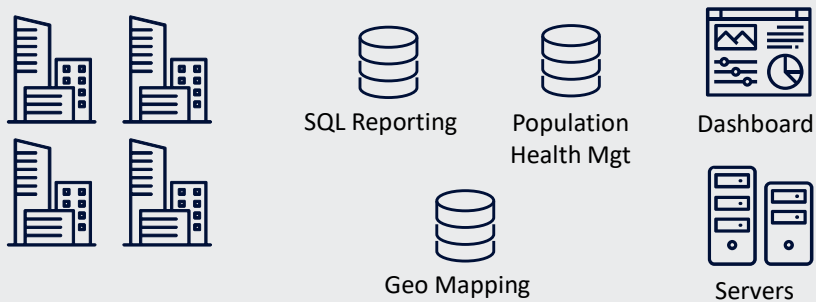 SQL Reporting
Population
Health Mgt
Dashboard
Geo Mapping
Servers